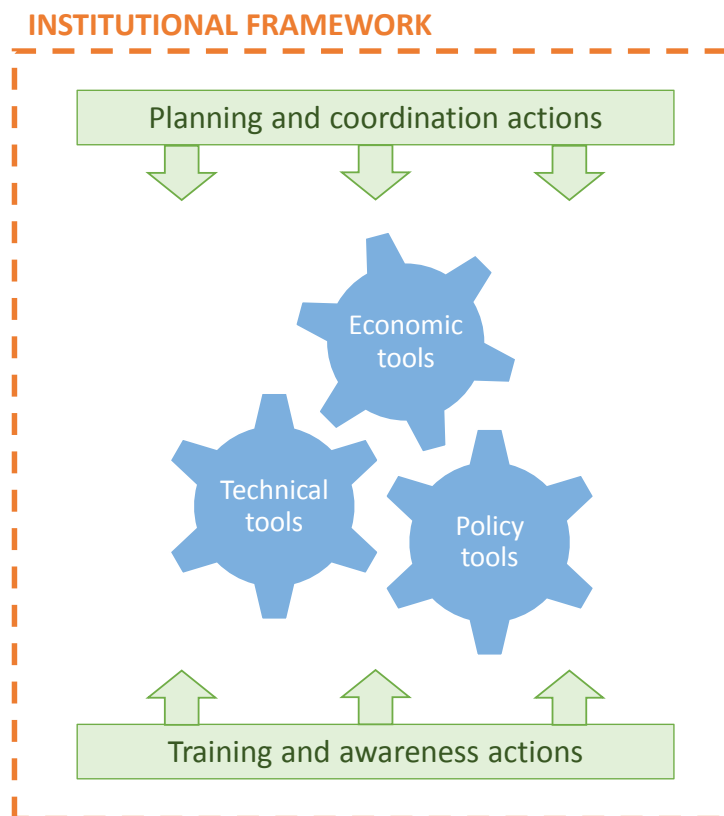 INSTITUTIONAL FRAMEWORK
Planning and coordination actions
Economic
tools
Technical
tools
Policy
tools
Training and awareness actions